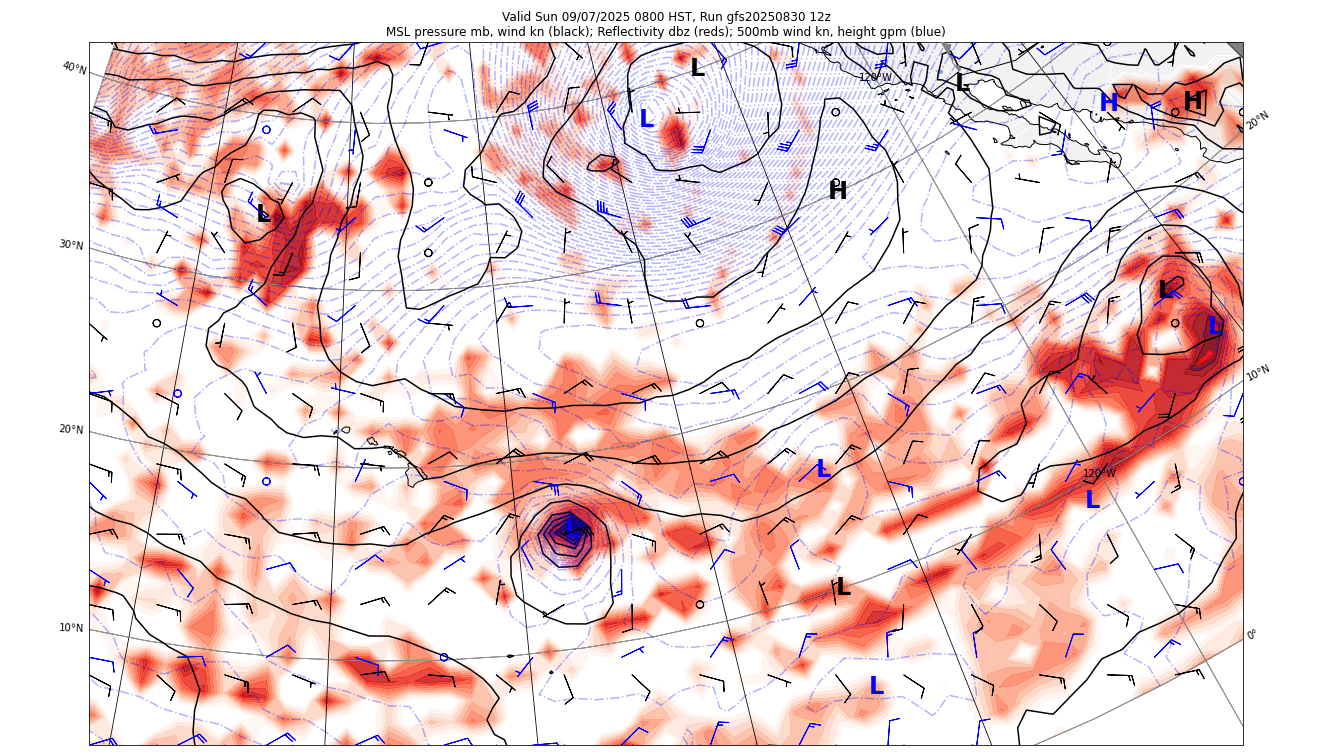 Valid Sun 09/07/2025 0800 HST, Run gfs20250830 12z
MSL pressure mb, wind kn (black); Reflectivity dbz (reds); 500mb wind kn, height gpm (blue)
40°N
L
120°W
L
H
H
20°N
L
H
L
30°N
L
L
10°N
20°N
L
120°W
L
L
10°N
0°
L